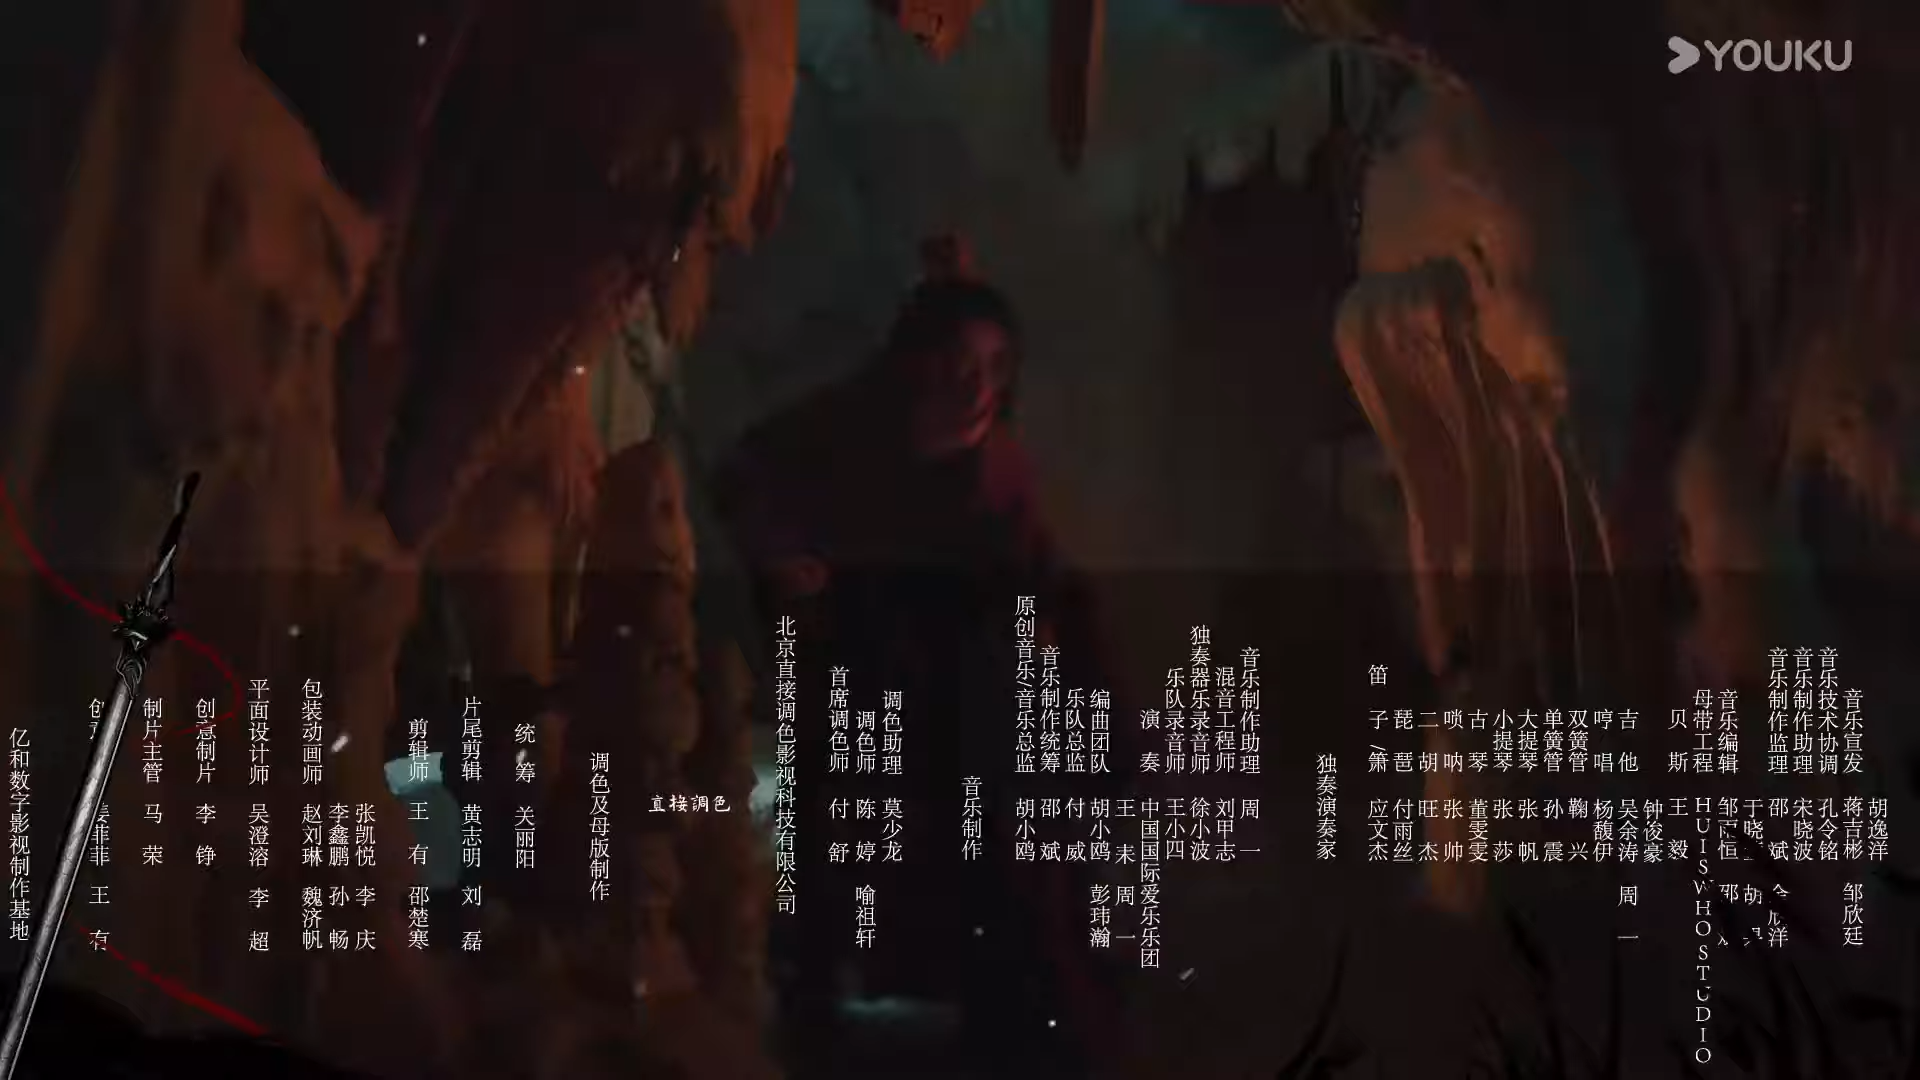 YOUKU
亿和数字影视制作基地
姜菲菲 王有
制片主管 马荣
创意制片 李铮
平面设计师 吴澄溶 李超
包装动画师 赵刘琳 魏济帆
李鑫鹏 孙畅
张凯悦 李庆
剪辑师 王有 邵楚寒
片尾剪辑 黄志明 刘磊
统筹 关丽阳
调色及母版制作
直接调色
北京直接调色影视科技有限公司
首席调色师 付舒
调色师 陈婷 喻祖轩
调色助理 莫少龙
音乐制作
原创音乐/音乐总监 胡小鸥
音乐制作统筹 邵斌
乐队总监 付威
编曲团队 胡小鸥 彭玮瀚
王未 周一
演奏 中国国际爱乐乐团
乐队录音师 王小四
独奏器乐录音师 徐小波
混音工程师 刘甲志
音乐制作助理 周一
独奏演奏家
笛子/箫 应文杰
琵琶 付雨丝
二胡 旺杰
唢呐 张帅
古琴 董雯雯
小提琴 张莎
大提琴 张帆
单簧管 孙震
双簧管 鞠兴
哼唱 杨馥伊
吉他 吴余涛 周一
钟俊豪
贝斯 王毅
母带工程 HUISWHOSTUDIO
音乐编辑 邹雨恒
于晓
音乐制作监理 邵斌
音乐制作助理 宋晓波
音乐技术协调 孔令铭
音乐宣发 蒋吉彬 邹欣廷
胡逸洋